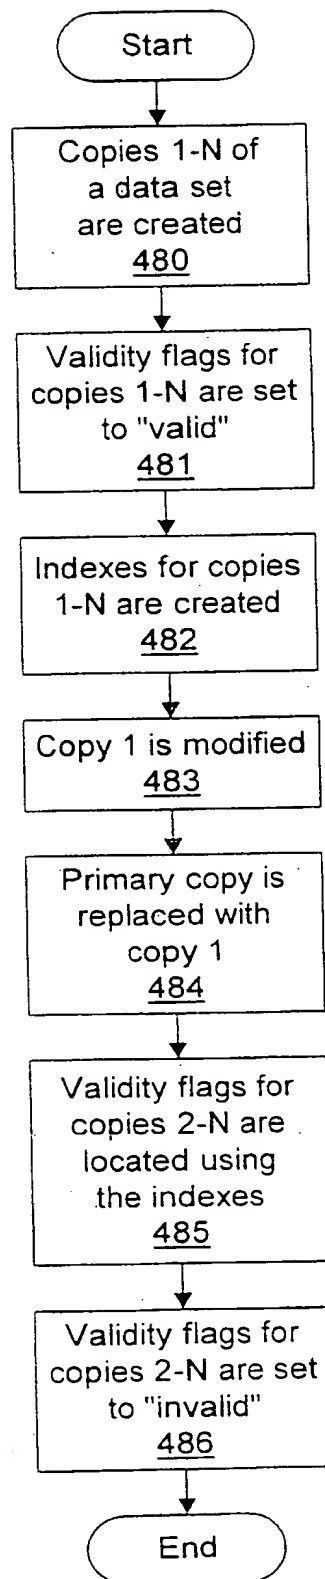 Start
Copies 1-N of
a data set
are created
480
Validity flags for
copies 1-N are set
to "valid"
481
Indexes for copies
1-N are created
482
Copy 1 is modified
483
Primary copy is
replaced with
copy 1
484
Validity flags for
copies 2-N are
located using
the indexes
485
Validity flags for
copies 2-N are set
to "invalid"
486
End